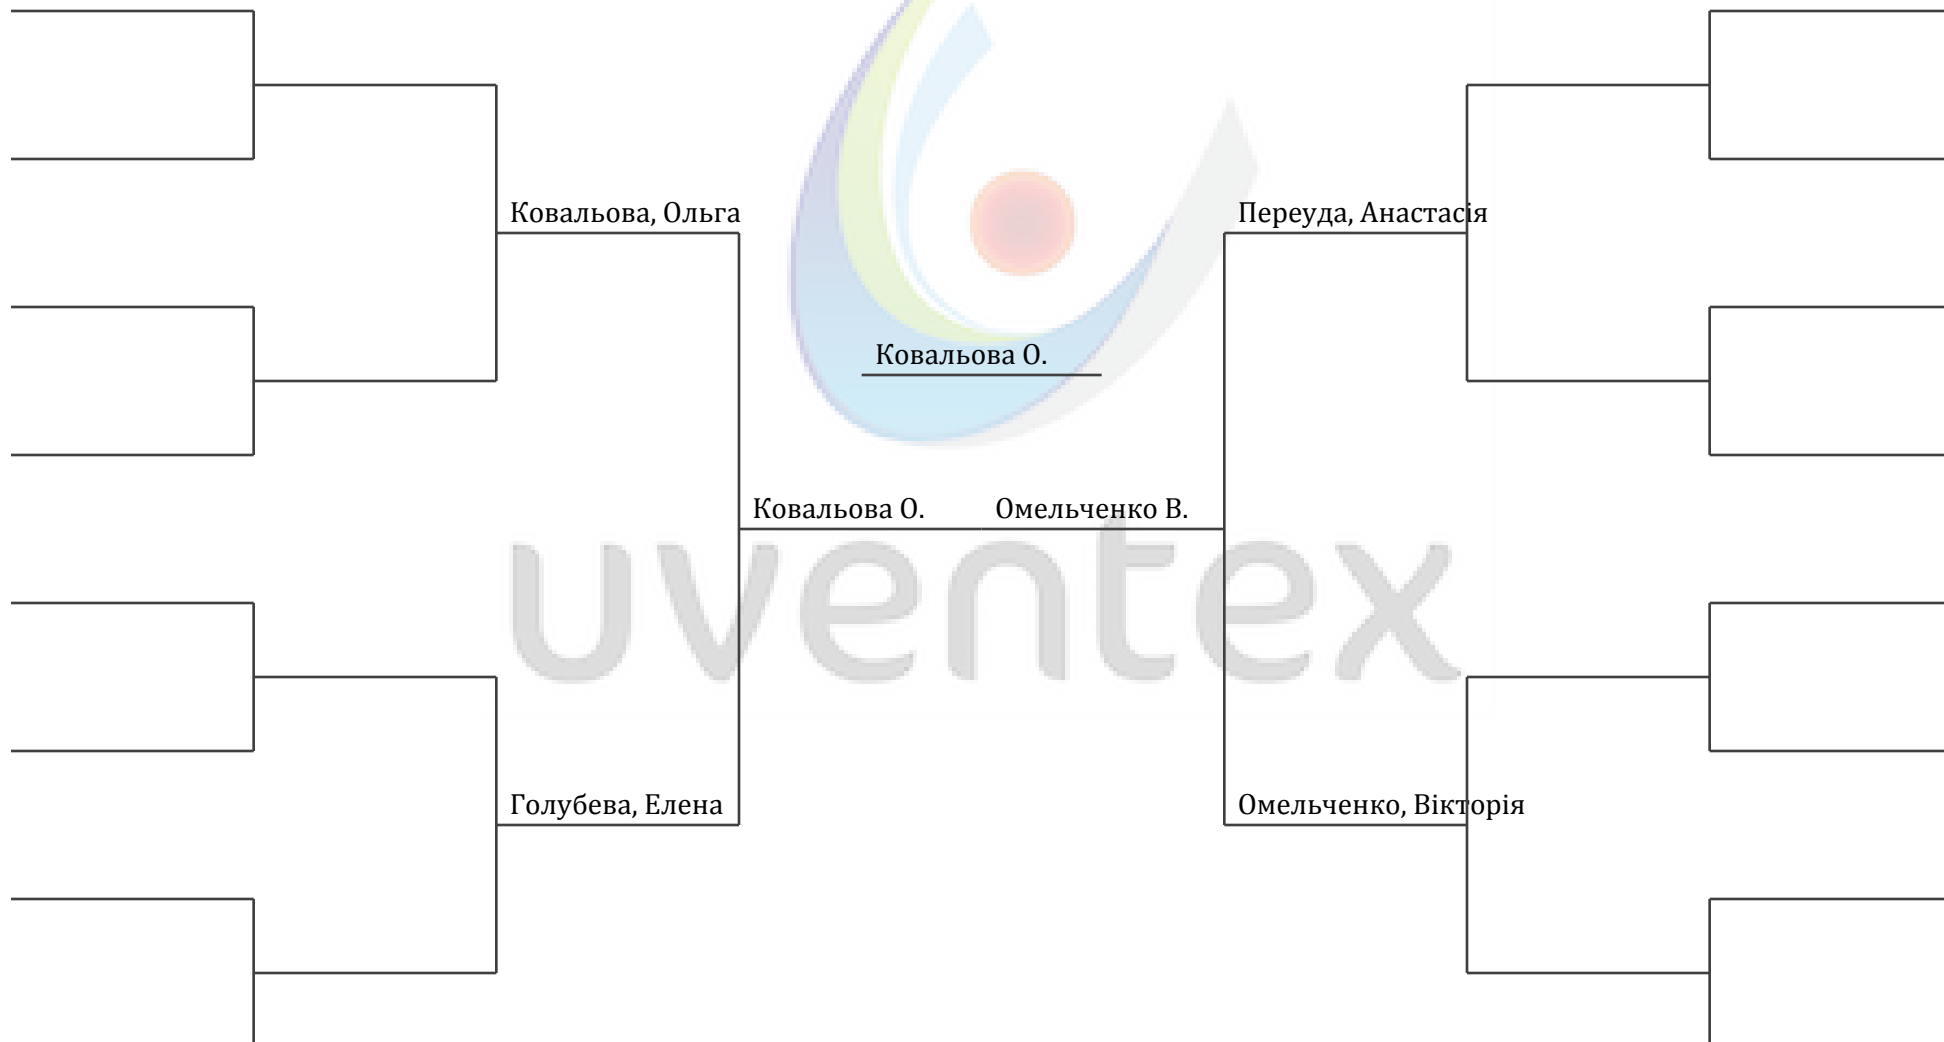 Ковальова, Ольга
Переуда, Анастасія
Ковальова О.
Ковальова О.
Омельченко В.
uventex
Голубева, Елена
Омельченко, Вікторія